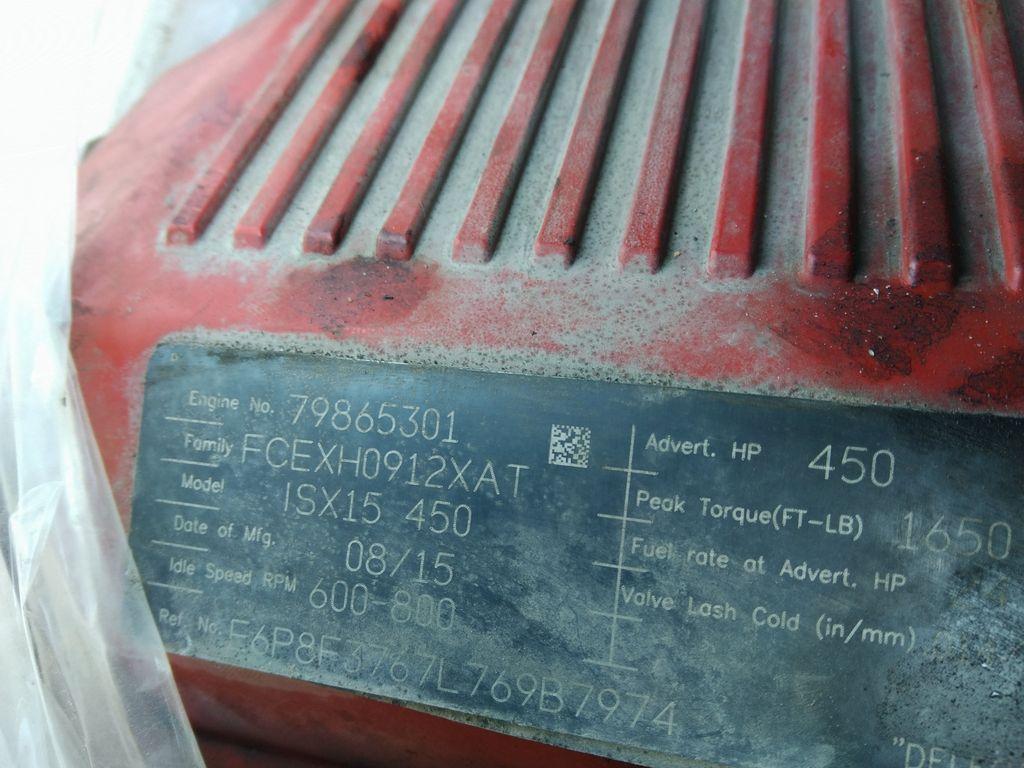 Engine No. 79865301
Family FCEXH0912XAT
Model ISX15 450
Date of Mfg. 08/15
Idle Speed RPM 600-800
Ref. No. F6P8F3767L769B7974
Advert. HP 450
Peak Torque(FT-LB) 1650
Fuel rate at Advert. HP
Valve Lash Cold (in/mm)